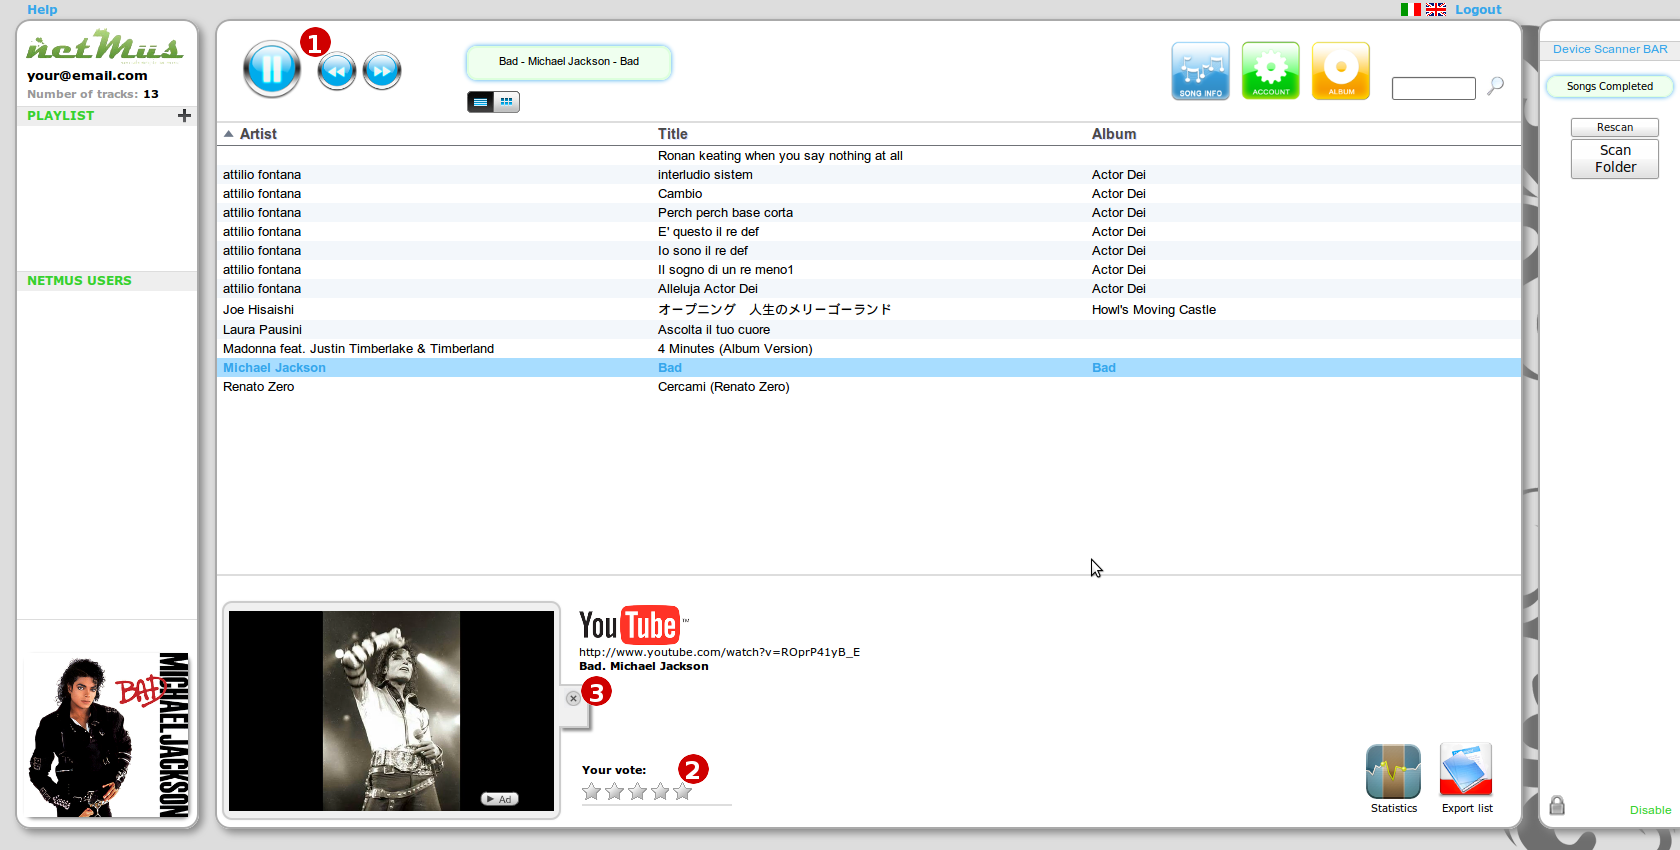 Help
Logout
netMus
your@email.com
Number of tracks: 13
PLAYLIST
NETMUS USERS
BAD
MICHAEL JACKSON
1
Bad - Michael Jackson - Bad
SONG INFO
ACCOUNT
ALBUM
Artist Title Album
Ronan keating when you say nothing at all
attilio fontana interludio sistem Actor Dei
attilio fontana Cambio Actor Dei
attilio fontana Perch perch base corta Actor Dei
attilio fontana E' questo il re def Actor Dei
attilio fontana Io sono il re def Actor Dei
attilio fontana Il sogno di un re meno1 Actor Dei
attilio fontana Alleluja Actor Dei Actor Dei
Joe Hisaishi オープニング　人生のメリーゴーランド Howl's Moving Castle
Laura Pausini Ascolta il tuo cuore
Madonna feat. Justin Timberlake & Timberland 4 Minutes (Album Version)
Michael Jackson Bad Bad
Renato Zero Cercami (Renato Zero)
Ad
YouTube ™
http://www.youtube.com/watch?v=ROprP41yB_E
Bad. Michael Jackson
3
Your vote:
2
Statistics
Export list
Device Scanner BAR
Songs Completed
Rescan
Scan
Folder
Disable